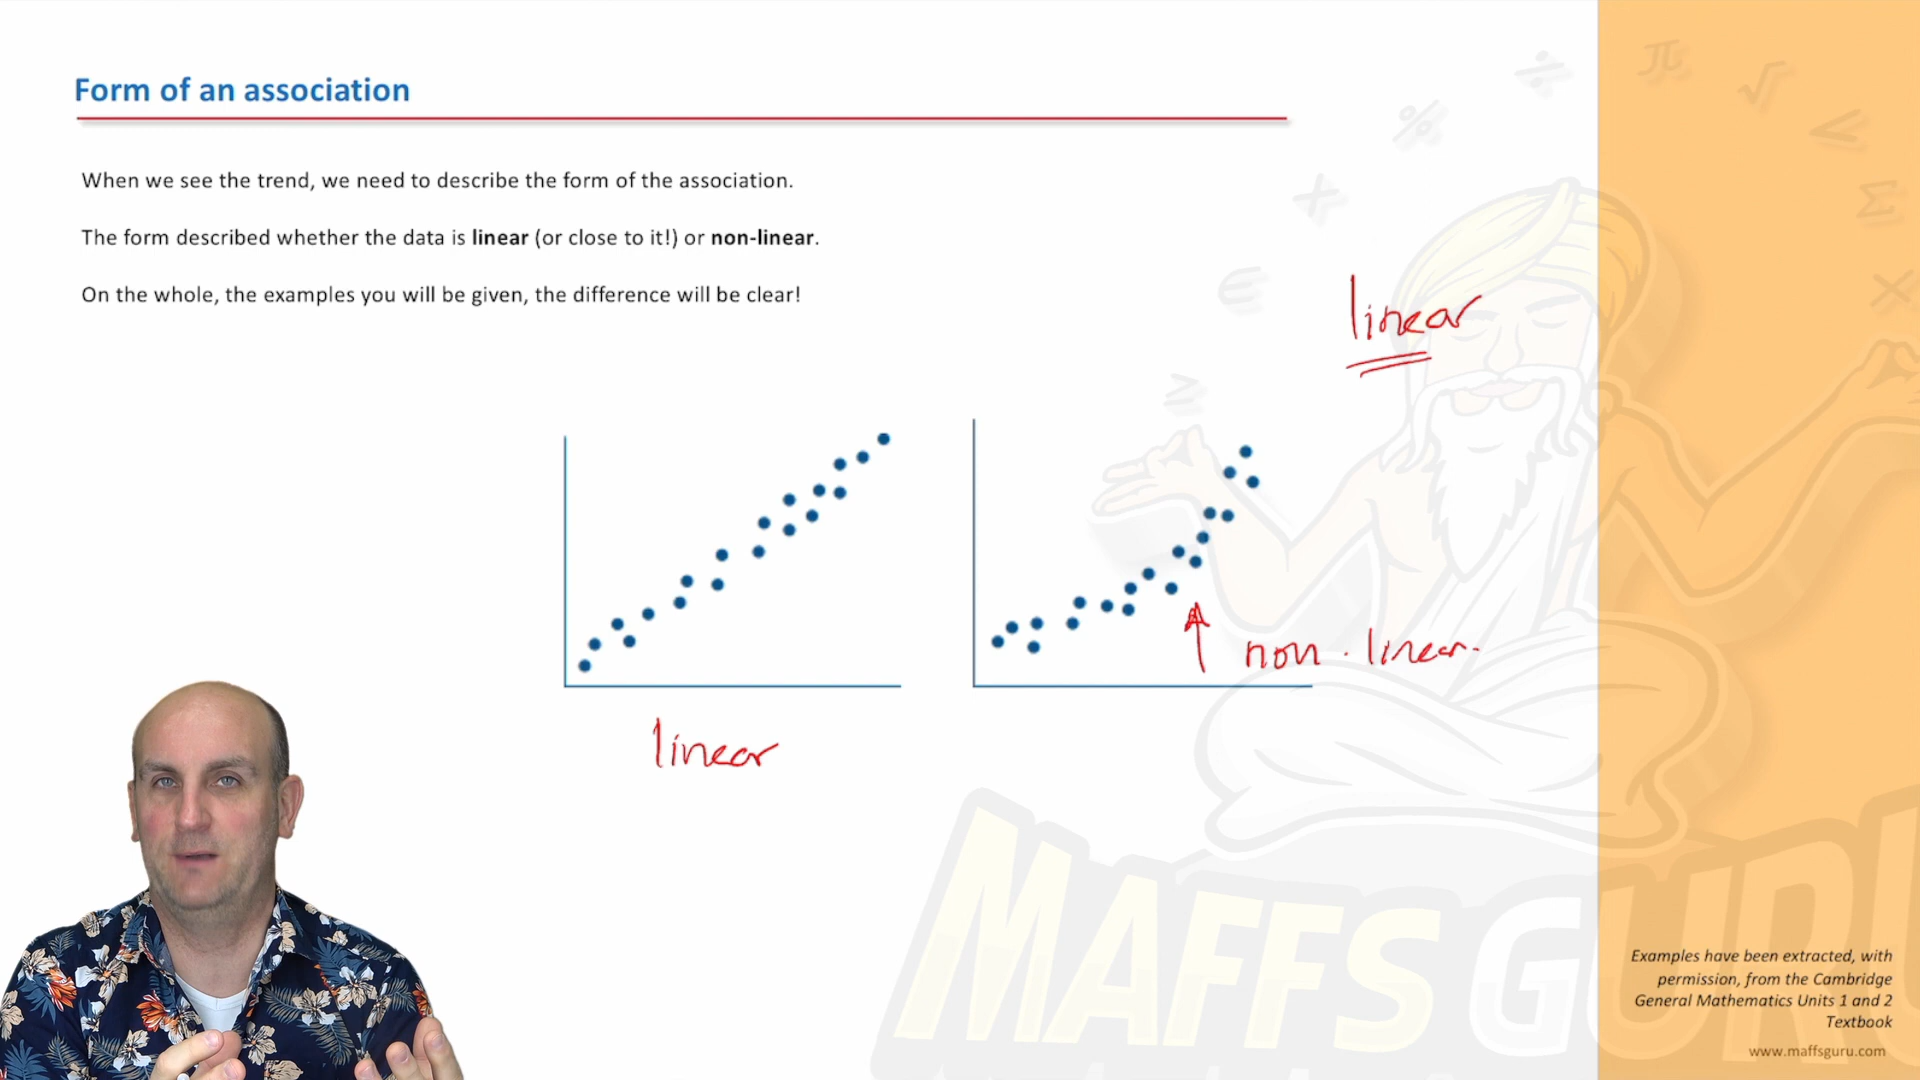 Form of an association
When we see the trend, we need to describe the form of the association.
The form described whether the data is linear (or close to it!) or non-linear.
On the whole, the examples you will be given, the difference will be clear!
linear
non-linear.
linear
MAFFS GURU
Examples have been extracted, with
permission, from the Cambridge
General Mathematics Units 1 and 2
Textbook
www.maffsguru.com